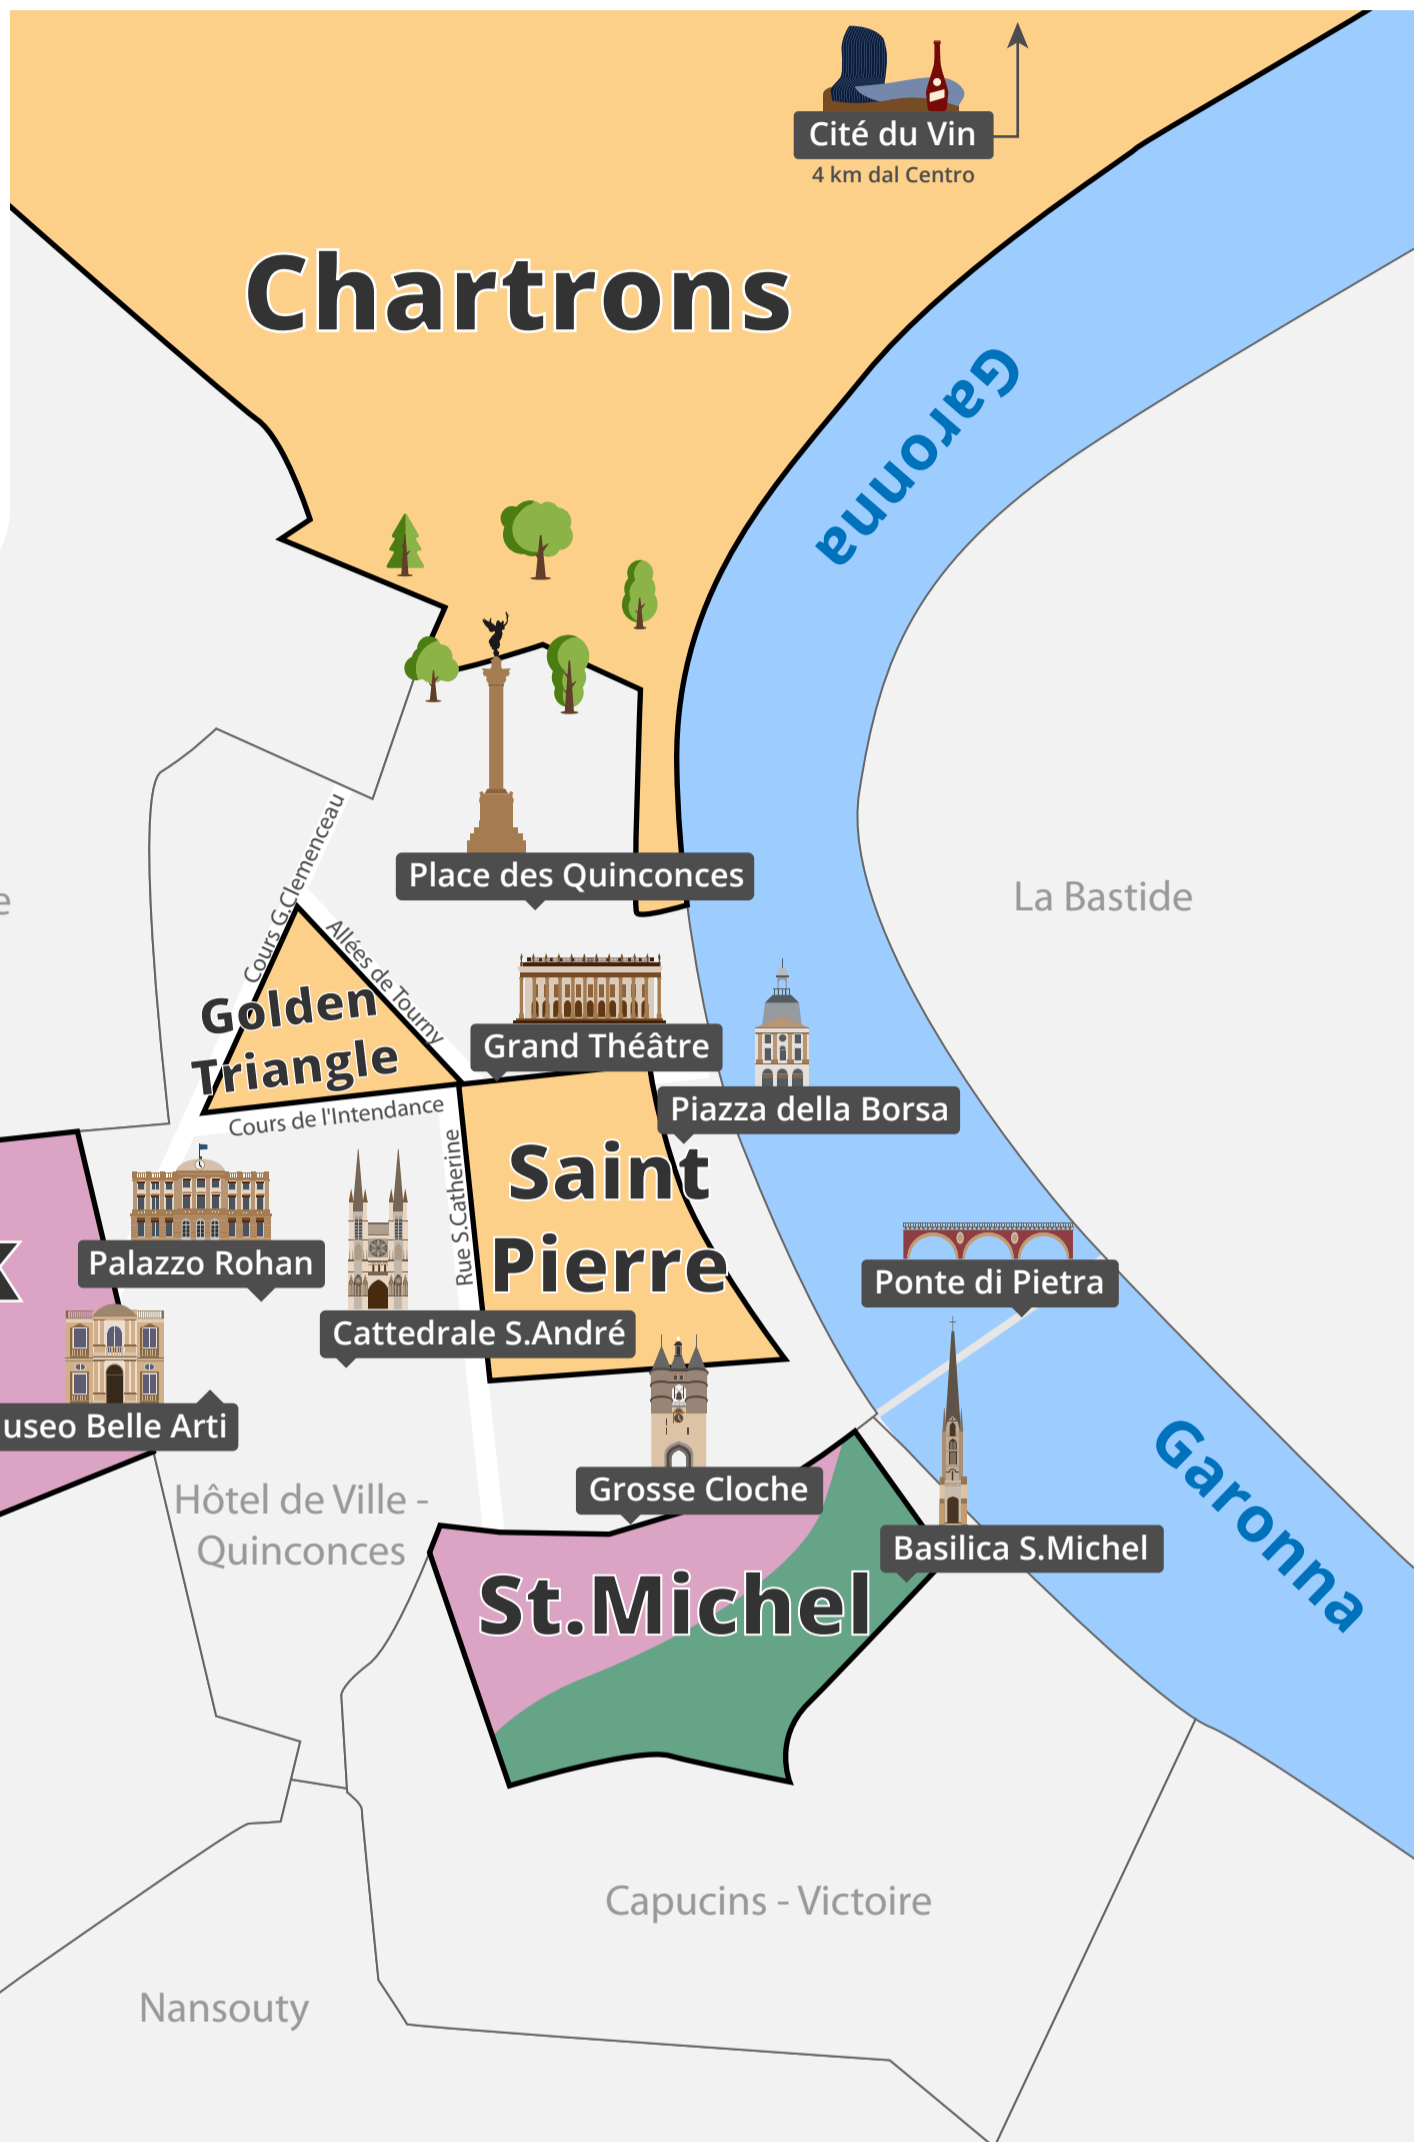 Cité du Vin
4 km dal Centro
Chartrons
Garonna
Cours G.Clemenceau
Place des Quinconces
La Bastide
Allées de Tourny
Golden
Triangle
Grand Théâtre
Piazza della Borsa
Cours de l'Intendance
Rue S.Catherine
Saint
Pierre
Palazzo Rohan
Ponte di Pietra
Cattedrale S.André
useo Belle Arti
Grosse Cloche
Garonna
Hôtel de Ville -
Quinconces
Basilica S.Michel
St.Michel
Capucins - Victoire
Nansouty